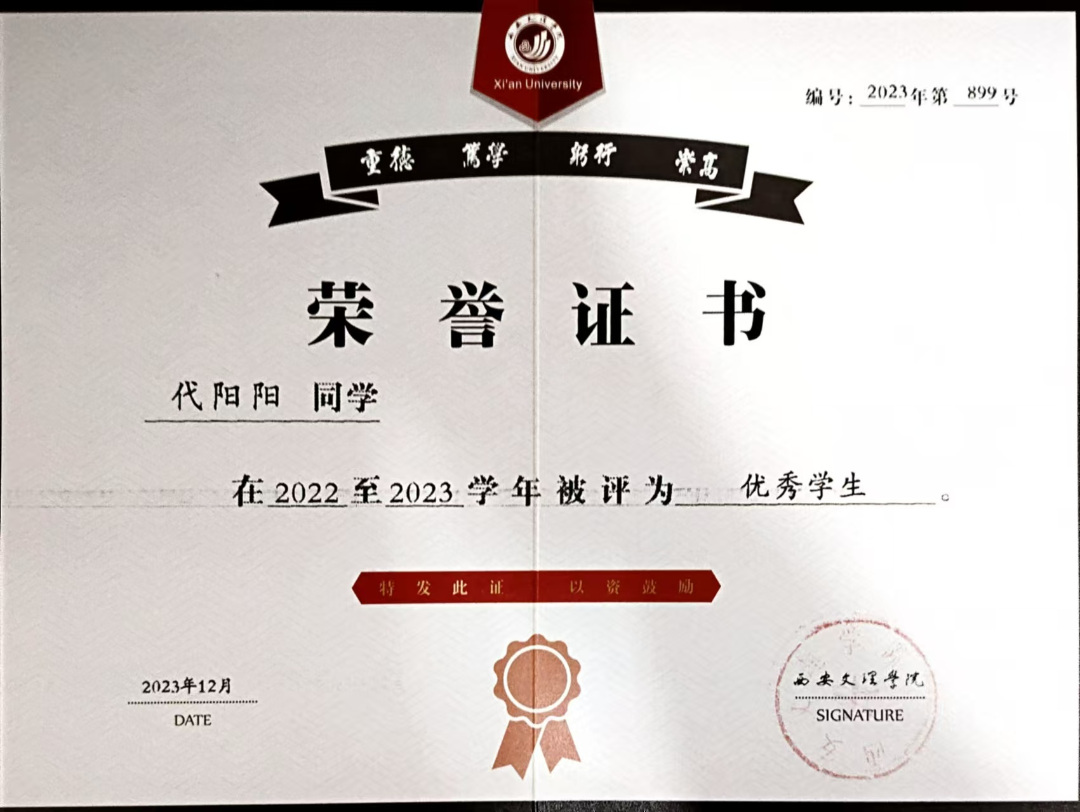 Xi'an University
编号：2023年第 899号
重德 篤學 躬行 崇高
荣誉证书
代阳阳 同学
在2022至2023学年被评为 优秀学生。
特发此证 以资鼓励
2023年12月
DATE
西安文理学院
SIGNATURE